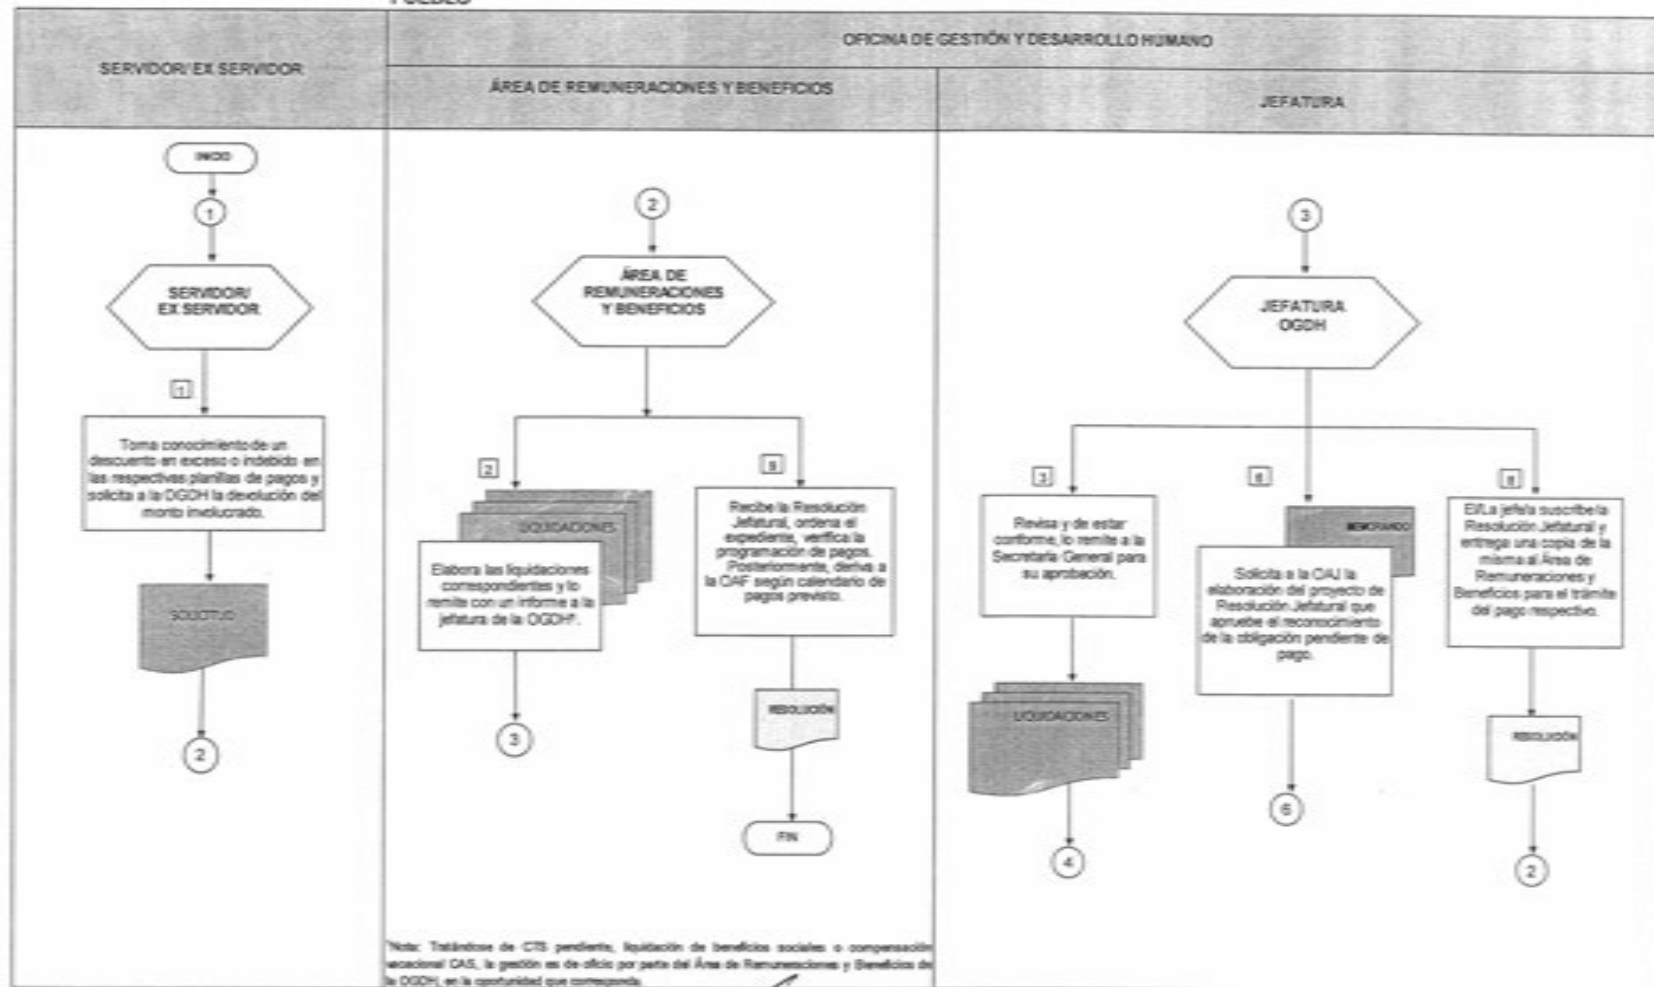 PUEBLO
SERVIDOR/ EX SERVIDOR
OFICINA DE GESTIÓN Y DESARROLLO HUMANO
ÁREA DE REMUNERACIONES Y BENEFICIOS
JEFATURA
INICIO
1
SERVIDOR/
EX SERVIDOR
1
Toma conocimiento de un
descuento en exceso o indebido en
las respectivas planillas de pagos y
solicita a la OGDH la devolución del
monto involucrado.
SOLICITUD
2
2
ÁREA DE
REMUNERACIONES
Y BENEFICIOS
2
LIQUIDACIONES
Elabora las liquidaciones
correspondientes y lo
remite con un informe a la
jefatura de la OGDH*.
3
9
Recibe la Resolución
Jefatural, ordena el
expediente, verifica la
programación de pagos.
Posteriormente, deriva a
la OAF según calendario de
pagos previsto.
RESOLUCIÓN
FIN
3
JEFATURA
OGDH
3
Revisa y de estar
conforme, lo remite a la
Secretaría General para
su aprobación.
LIQUIDACIONES
4
6
MEMORANDO
Solicita a la OAJ la
elaboración del proyecto de
Resolución Jefatural que
apruebe el reconocimiento
de la obligación pendiente de
pago.
6
8
El/La jefe/a suscribe la
Resolución Jefatural y
entrega una copia de la
misma al Área de
Remuneraciones y
Beneficios para el trámite
del pago respectivo.
RESOLUCIÓN
2
*Nota: Tratándose de CTS pendiente, liquidación de beneficios sociales o compensación
vacacional CAS, la gestión es de oficio por parte del Área de Remuneraciones y Beneficios de
la OGDH, en la oportunidad que corresponda.